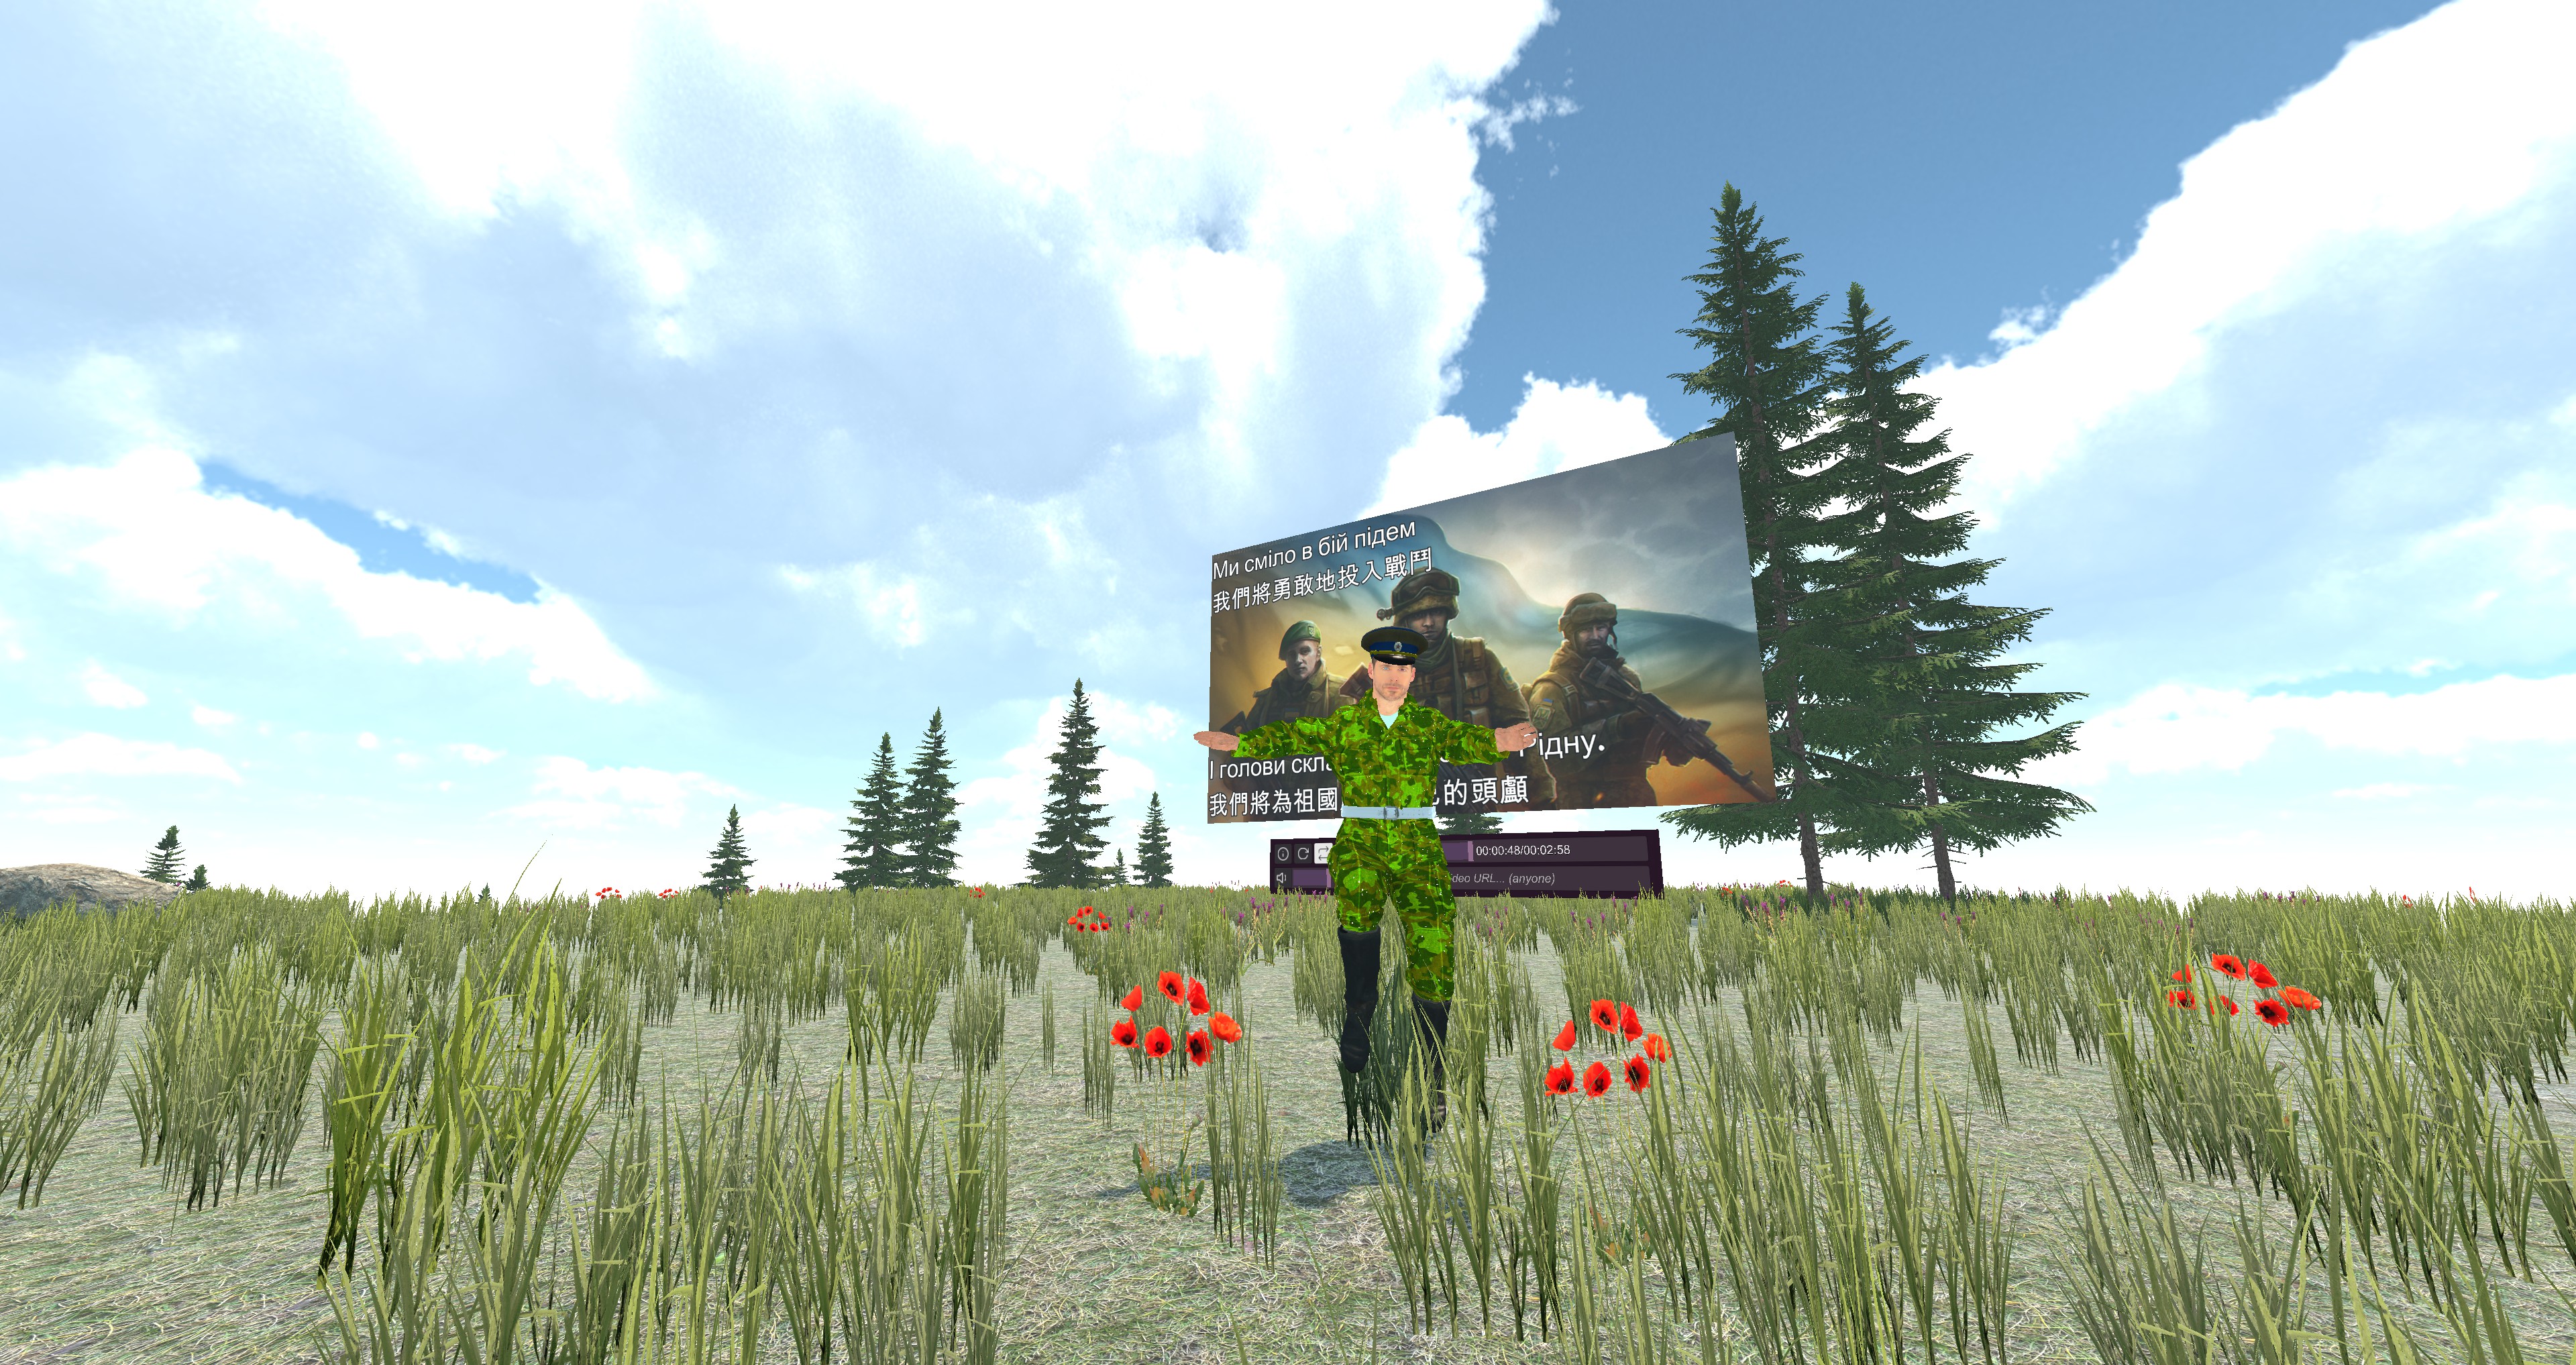 Ми сміло в бій підем
我們將勇敢地投入戰鬥
І голови Рідну.
我們將為祖國 的頭顱
00:00:48/00:02:58
URL... (anyone)